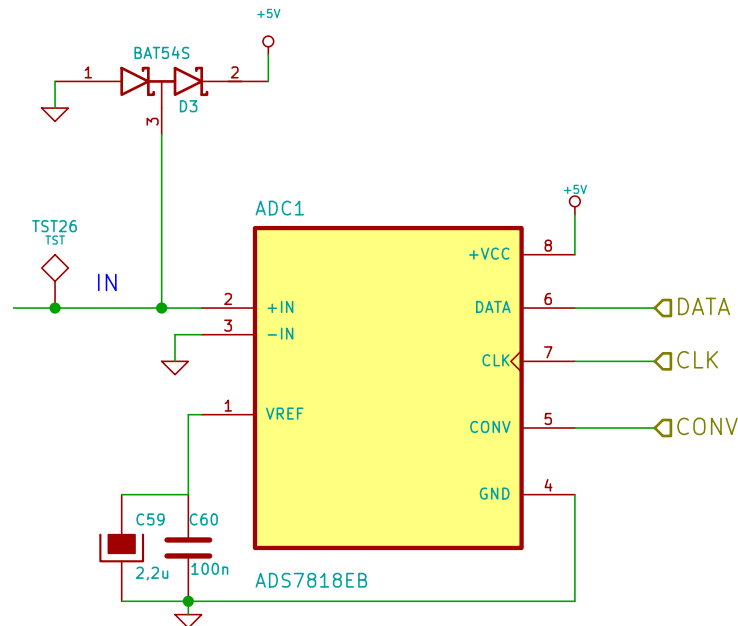 +5V
BAT54S
1
2
D3
3
+5V
ADC1
TST26
TST
+VCC
8
IN
2
+IN
DATA
6
DATA
3
-IN
CLK
7
CLK
1
VREF
CONV
5
CONV
GND
4
C59
C60
2,2u
100n
ADS7818EB